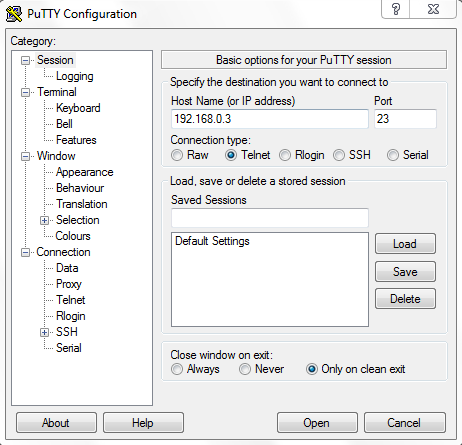 PuTTY Configuration
Category:
Session
Logging
Terminal
Keyboard
Bell
Features
Window
Appearance
Behaviour
Translation
Selection
Colours
Connection
Data
Proxy
Telnet
Rlogin
SSH
Serial
Basic options for your PuTTY session
Specify the destination you want to connect to
Host Name (or IP address) Port
192.168.0.3 23
Connection type:
Raw Telnet Rlogin SSH Serial
Load, save or delete a stored session
Saved Sessions
Default Settings
Load
Save
Delete
Close window on exit:
Always Never Only on clean exit
About Help Open Cancel